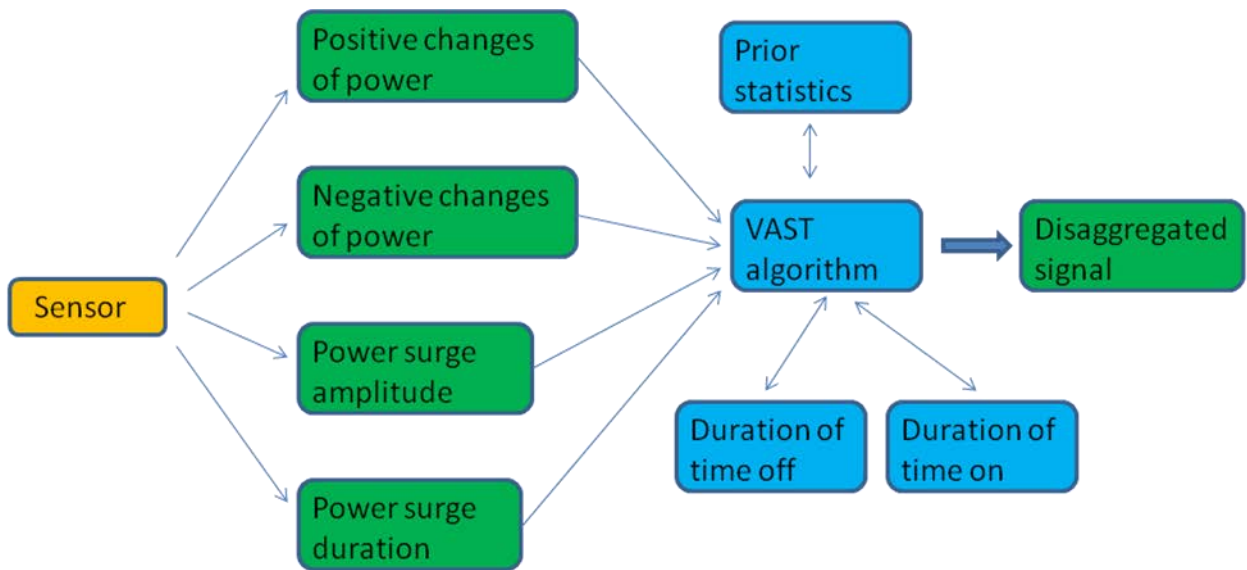 Sensor
Positive changes
of power
Negative changes
of power
Power surge
amplitude
Power surge
duration
Prior
statistics
VAST
algorithm
Duration of
time off
Duration of
time on
Disaggregated
signal